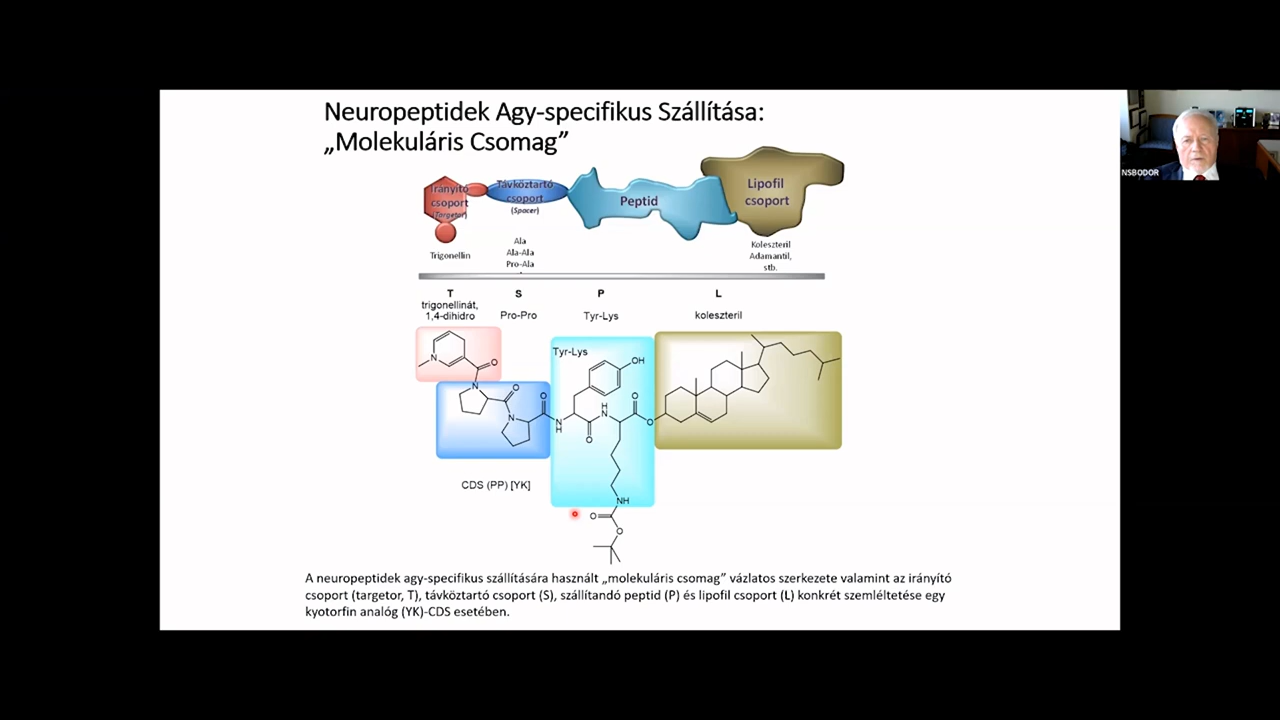 Neuropeptidek Agy-specifikus Szállítása:
„Molekuláris Csomag”
Irányító
csoport
(Targetor)
Távköztartó
csoport
(Spacer)
Peptid
Lipofil
csoport
Trigonellin
Ala
Ala-Ala
Pro-Ala
Koleszteril
Adamantil,
stb.
T
S
P
L
trigonellinát,
1,4-dihidro
Pro-Pro
Tyr-Lys
koleszteril
Tyr-Lys
OH
N
O
N
O
N
O
N
H
O
H
N
O
O
NH
O
O
CDS (PP) [YK]
A neuropeptidek agy-specifikus szállítására használt „molekuláris csomag” vázlatos szerkezete valamint az irányító
csoport (targetor, T), távköztartó csoport (S), szállítandó peptid (P) és lipofil csoport (L) konkrét szemléltetése egy
kyotorfin analóg (YK)-CDS esetében.
NSBODOR